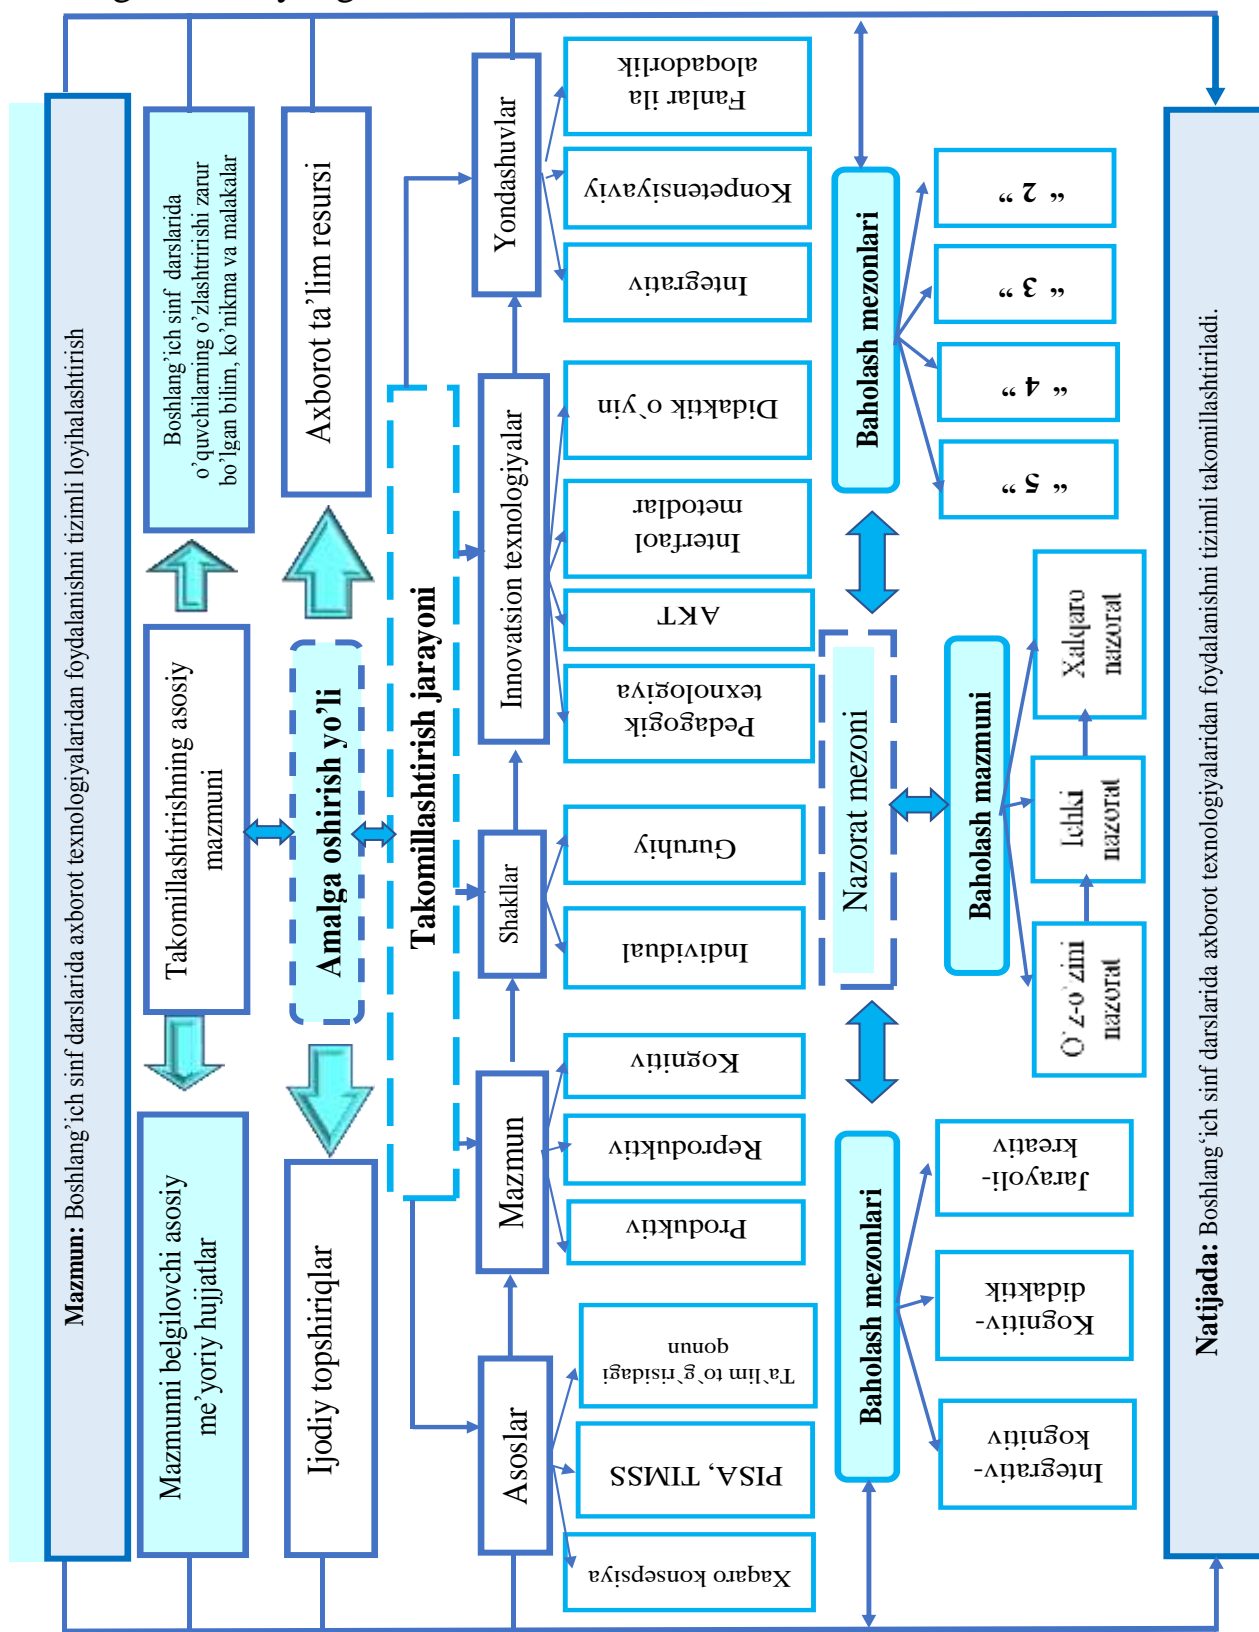 Mazmun: Boshlang’ich sinf darslarida axborot texnologiyalaridan foydalanishni tizimli loyihalashtirish
Mazmunni belgilovchi asosiy
me’yoriy hujjatlar
Takomillashtirishning asosiy
mazmuni
Boshlang’ich sinf darslarida
o’quvchilarning o’zlashtirishi zarur
bo’lgan bilim, ko’nikma va malakalar
Ijodiy topshiriqlar
Amalga oshirish yo’li
Axborot ta’lim resursi
Takomillashtirish jarayoni
Asoslar
Mazmun
Shakllar
Innovatsion texnologiyalar
Yondashuvlar
Xaqaro konsepsiya
PISA, TIMSS
Ta`lim to`g`risidagi
qonun
Produktiv
Reproduktiv
Kognitiv
Individual
Guruhiy
Pedagogik
texnologiya
AKT
Interfaol
metodlar
Didaktik o`yin
Integrativ
Konpetensiyaviy
Fanlar ila
aloqadorlik
Baholash mezonlari
Nazorat mezoni
Baholash mezonlari
Integrativ-
kognitiv
Kognitiv-
didaktik
Jarayoli-
kreativ
Baholash mazmuni
O`z-o`zini
nazorat
Ichki
nazorat
Xalqaro
nazorat
“ 5 ”
“ 4 ”
“ 3 ”
“ 2 ”
Natijada: Boshlang‘ich sinf darslarida axborot texnologiyalaridan foydalanishni tizimli takomillashtiriladi.